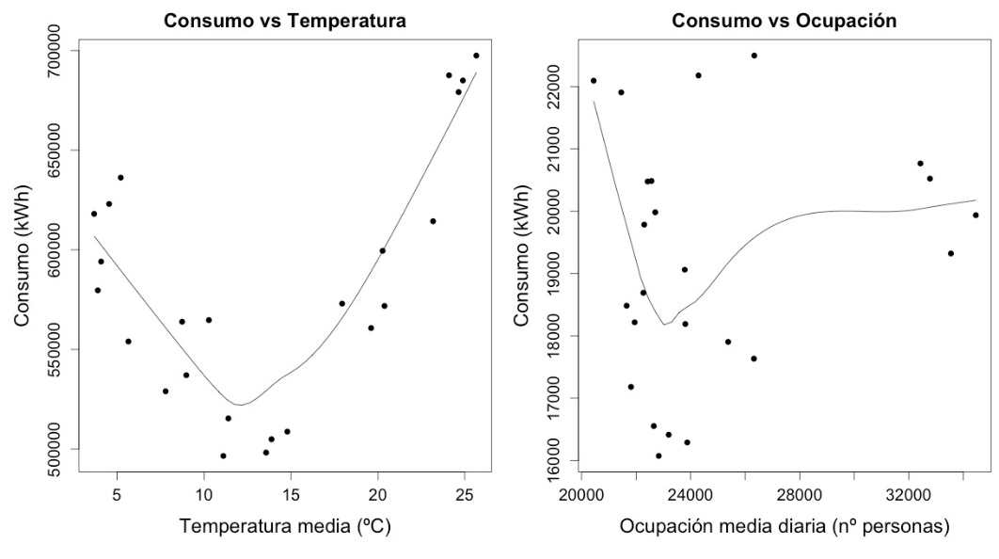 Consumo vs Temperatura
Consumo (kWh)
700000
650000
600000
550000
500000
5 10 15 20 25
Temperatura media (ºC)
Consumo vs Ocupación
Consumo (kWh)
22000
21000
20000
19000
18000
17000
16000
20000 24000 28000 32000
Ocupación media diaria (nº personas)